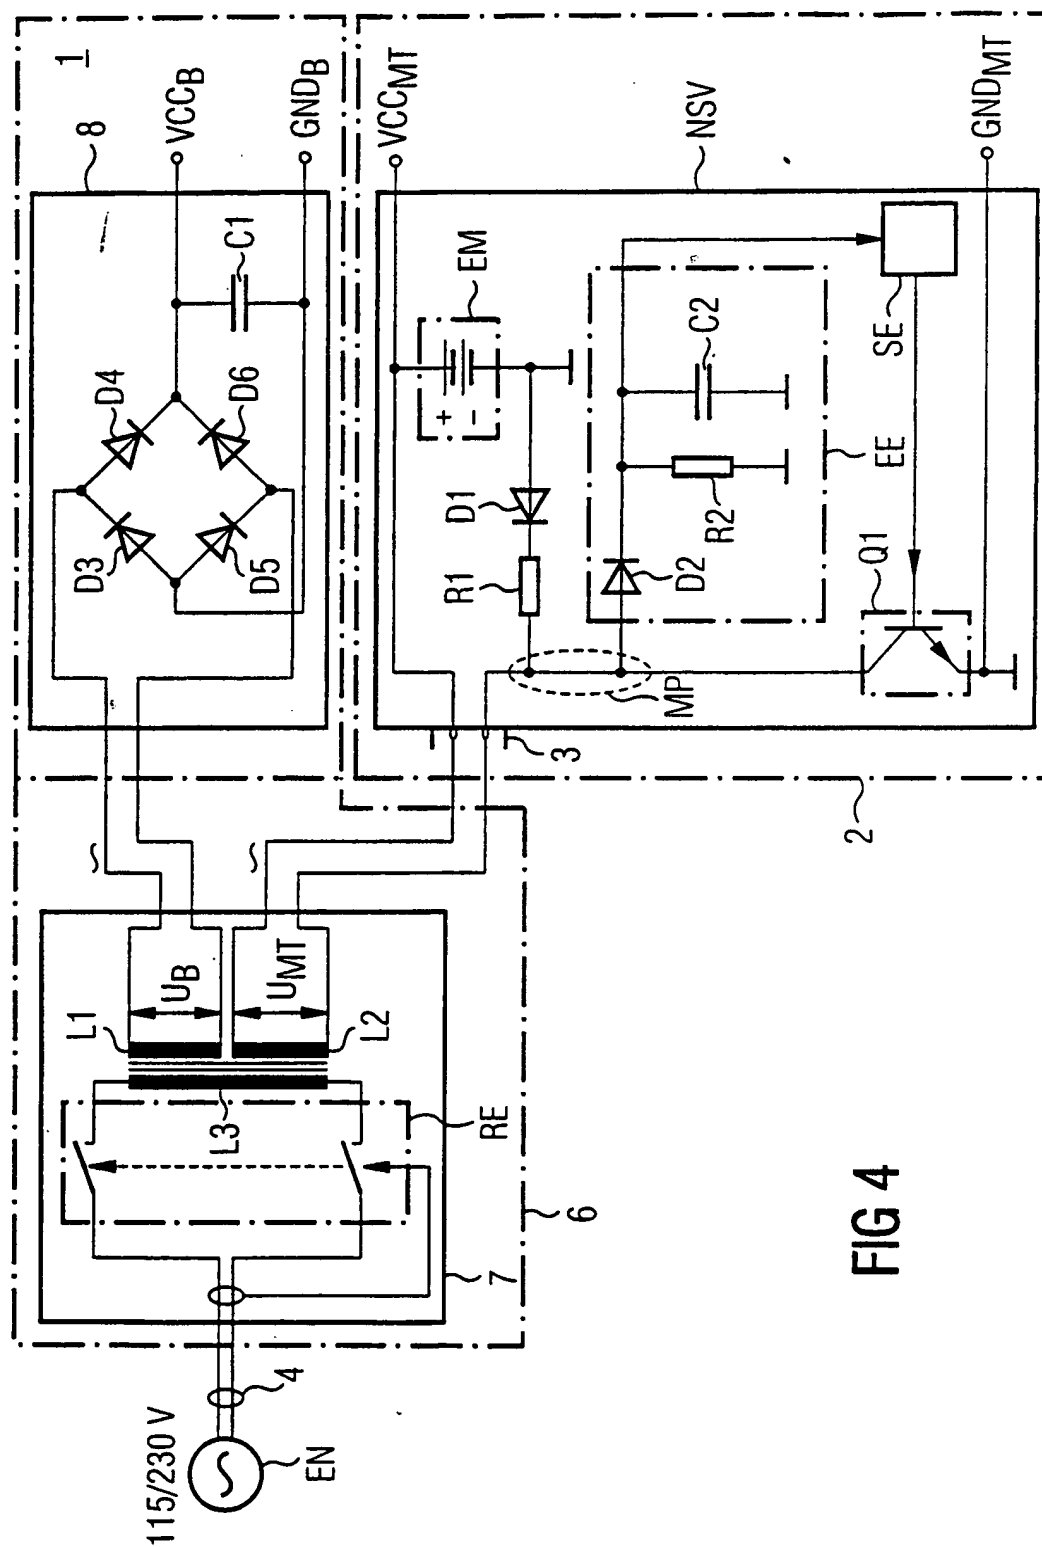 115/230 V
EN
4
7
6
RE
L3
L1
L2
U_B
U_MT
~
~
1
8
VCC_B
GND_B
D3
D4
D5
D6
C1
2
3
VCC_MT
NSV
GND_MT
EM
+
-
D1
R1
MP
D2
R2
C2
EE
SE
Q1
FIG 4